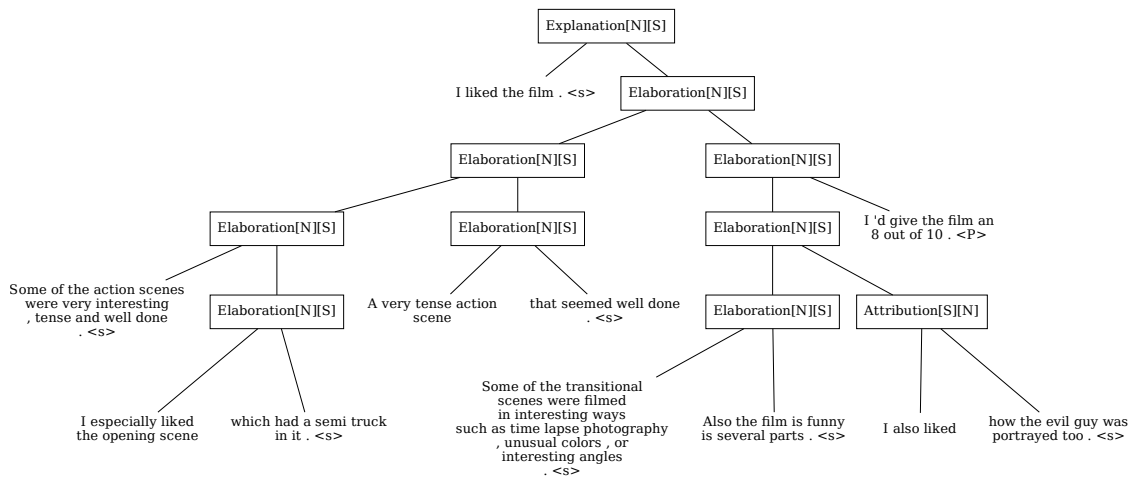 Explanation[N][S]
I liked the film . <s>
Elaboration[N][S]
Elaboration[N][S]
Elaboration[N][S]
Elaboration[N][S]
Elaboration[N][S]
Elaboration[N][S]
I 'd give the film an
8 out of 10 . <P>
Some of the action scenes
were very interesting
, tense and well done
. <s>
Elaboration[N][S]
A very tense action
scene
that seemed well done
. <s>
Elaboration[N][S]
Attribution[S][N]
I especially liked
the opening scene
which had a semi truck
in it . <s>
Some of the transitional
scenes were filmed
in interesting ways
such as time lapse photography
, unusual colors , or
interesting angles
. <s>
Also the film is funny
is several parts . <s>
I also liked
how the evil guy was
portrayed too . <s>